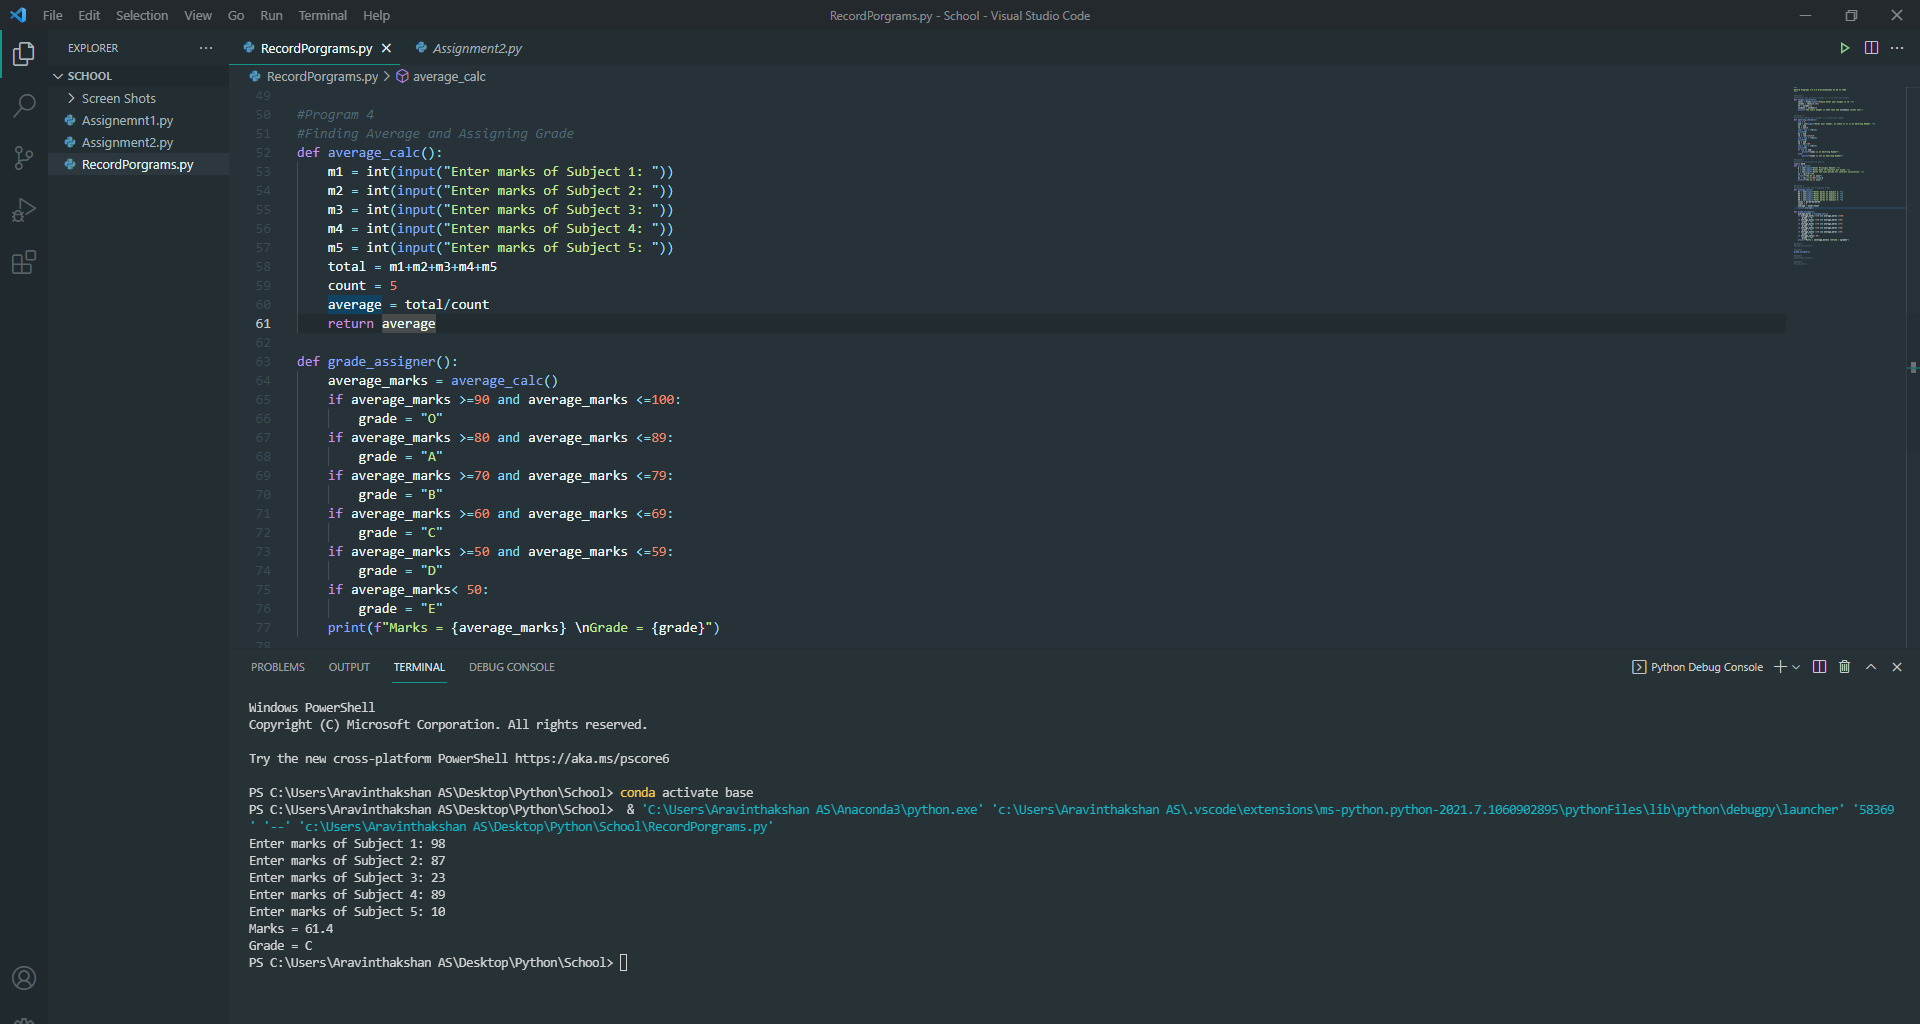 File Edit Selection View Go Run Terminal Help
RecordPorgrams.py - School - Visual Studio Code
EXPLORER
SCHOOL
Screen Shots
Assignemnt1.py
Assignment2.py
RecordPorgrams.py
RecordPorgrams.py Assignment2.py
RecordPorgrams.py > average_calc
49
50 #Program 4
51 #Finding Average and Assigning Grade
52 def average_calc():
53 m1 = int(input("Enter marks of Subject 1: "))
54 m2 = int(input("Enter marks of Subject 2: "))
55 m3 = int(input("Enter marks of Subject 3: "))
56 m4 = int(input("Enter marks of Subject 4: "))
57 m5 = int(input("Enter marks of Subject 5: "))
58 total = m1+m2+m3+m4+m5
59 count = 5
60 average = total/count
61 return average
62
63 def grade_assigner():
64 average_marks = average_calc()
65 if average_marks >=90 and average_marks <=100:
66 grade = "O"
67 if average_marks >=80 and average_marks <=89:
68 grade = "A"
69 if average_marks >=70 and average_marks <=79:
70 grade = "B"
71 if average_marks >=60 and average_marks <=69:
72 grade = "C"
73 if average_marks >=50 and average_marks <=59:
74 grade = "D"
75 if average_marks< 50:
76 grade = "E"
77 print(f"Marks = {average_marks} \nGrade = {grade}")
78
PROBLEMS OUTPUT TERMINAL DEBUG CONSOLE
Python Debug Console
Windows PowerShell
Copyright (C) Microsoft Corporation. All rights reserved.
Try the new cross-platform PowerShell https://aka.ms/pscore6
PS C:\Users\Aravinthakshan AS\Desktop\Python\School> conda activate base
PS C:\Users\Aravinthakshan AS\Desktop\Python\School> & 'C:\Users\Aravinthakshan AS\Anaconda3\python.exe' 'c:\Users\Aravinthakshan AS\.vscode\extensions\ms-python.python-2021.7.1060902895\pythonFiles\lib\python\debugpy\launcher' '58369
' '--' 'c:\Users\Aravinthakshan AS\Desktop\Python\School\RecordPorgrams.py'
Enter marks of Subject 1: 98
Enter marks of Subject 2: 87
Enter marks of Subject 3: 23
Enter marks of Subject 4: 89
Enter marks of Subject 5: 10
Marks = 61.4
Grade = C
PS C:\Users\Aravinthakshan AS\Desktop\Python\School>